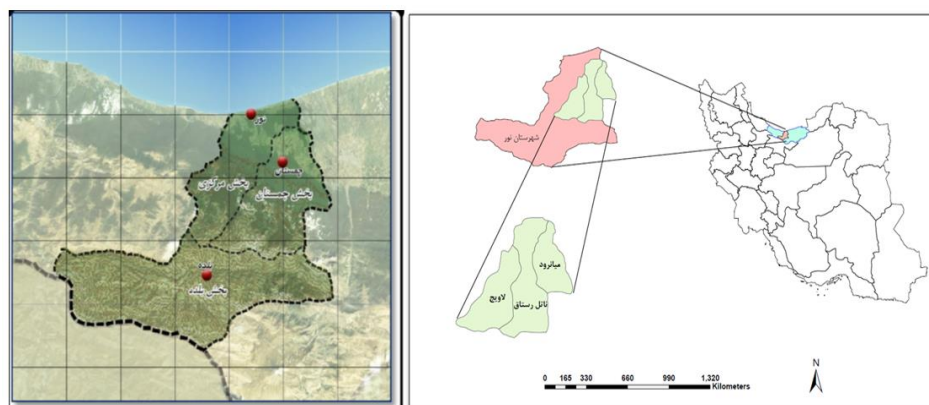 نور
چمستان
بخش مرکزی
بخش چمستان
بلده
بخش بلده
شهرستان نور
میانرود
لاویج
ناتل رستاق
N
0 165 330 660 990 1,320
Kilometers